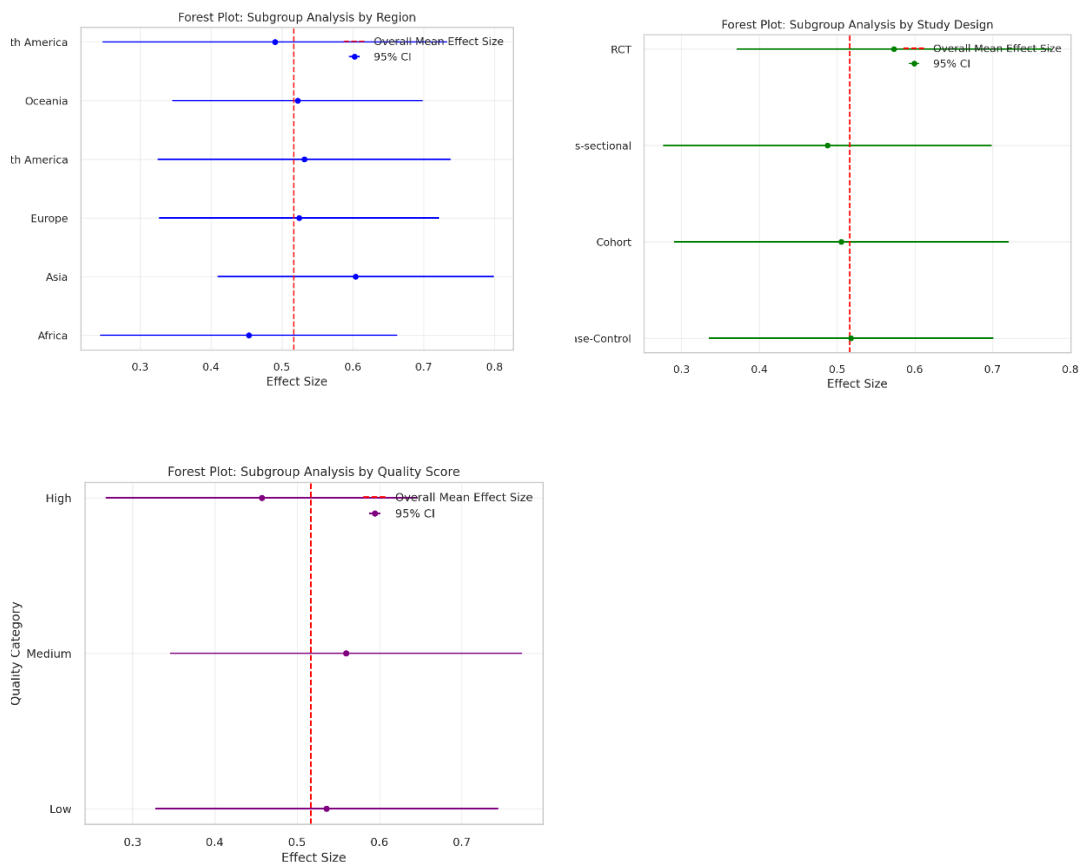 Forest Plot: Subgroup Analysis by Region
th America
Oceania
th America
Europe
Asia
Africa
Overall Mean Effect Size
95% CI
0.3 0.4 0.5 0.6 0.7 0.8
Effect Size
Forest Plot: Subgroup Analysis by Study Design
RCT
s-sectional
Cohort
ase-Control
Overall Mean Effect Size
95% CI
0.3 0.4 0.5 0.6 0.7 0.8
Effect Size
Forest Plot: Subgroup Analysis by Quality Score
Quality Category
High
Medium
Low
Overall Mean Effect Size
95% CI
0.3 0.4 0.5 0.6 0.7
Effect Size